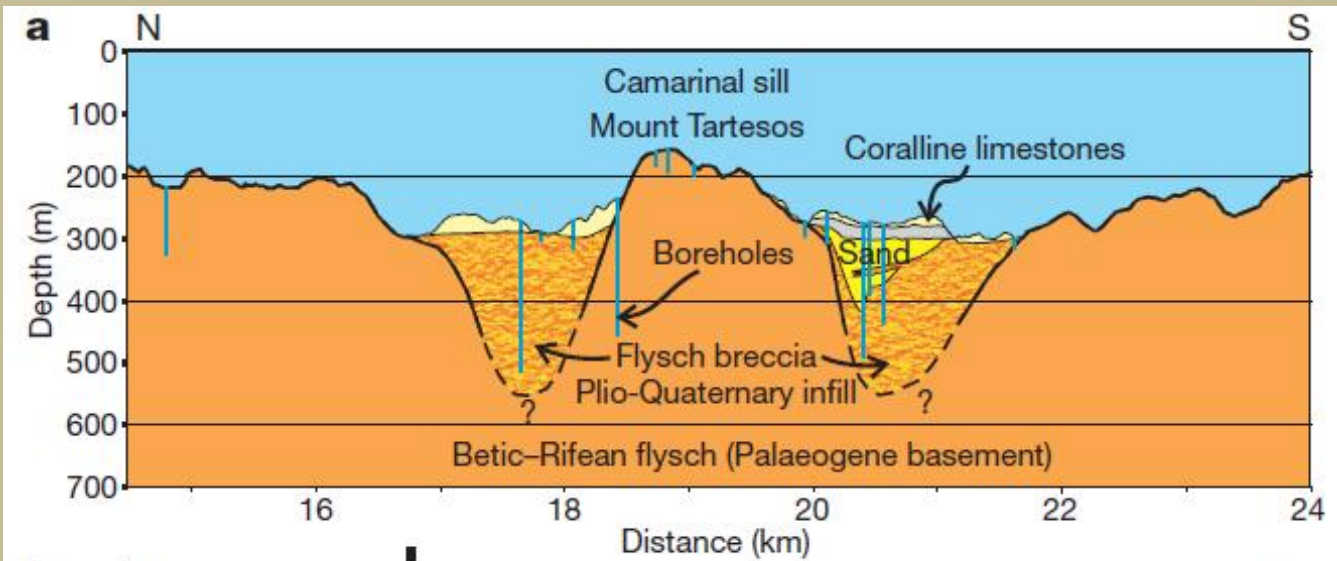 a N S
Camarinal sill
Mount Tartesos
Coralline limestones
Sand
Boreholes
Flysch breccia
Plio-Quaternary infill
? ?
Betic–Rifean flysch (Palaeogene basement)
Depth (m)
0
100
200
300
400
500
600
700
16 18 20 22 24
Distance (km)